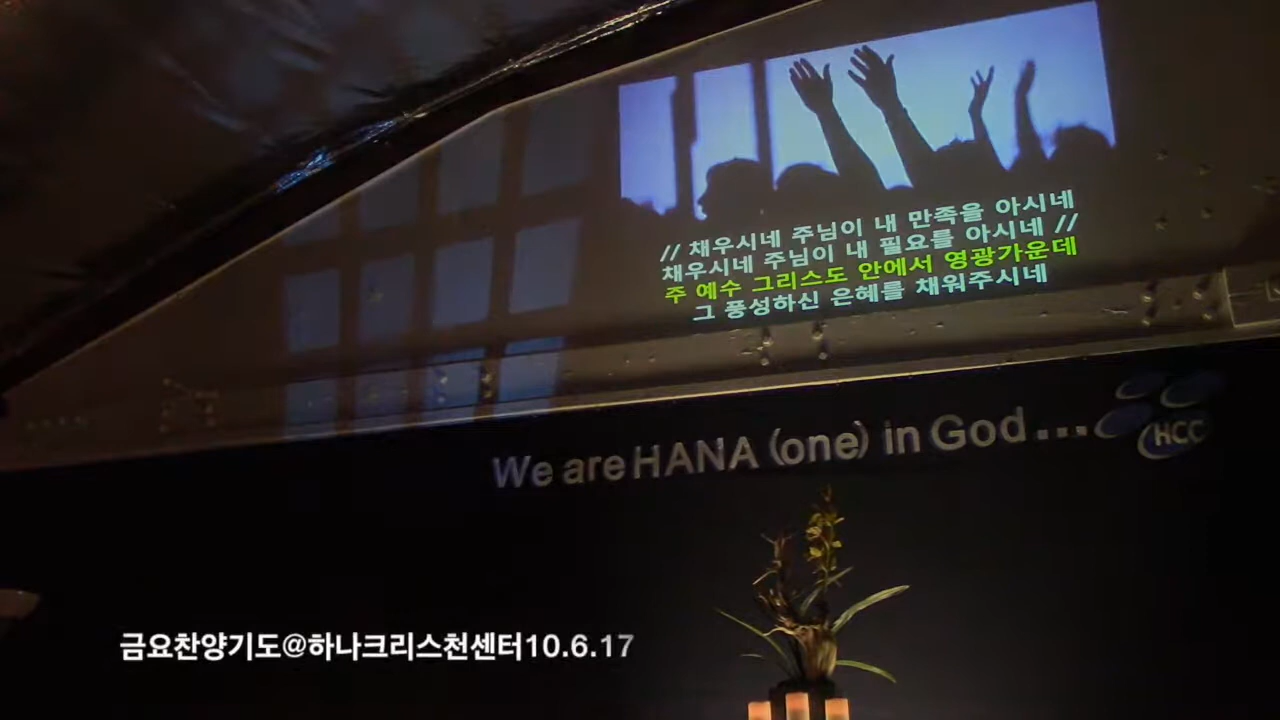 // 채우시네 주님이 내 만족을 아시네
채우시네 주님이 내 필요를 아시네 //
주 예수 그리스도 안에서 영광가운데
그 풍성하신 은혜를 채워주시네
We are HANA (one) in God ...
HCC
금요찬양기도@하나크리스천센터10.6.17